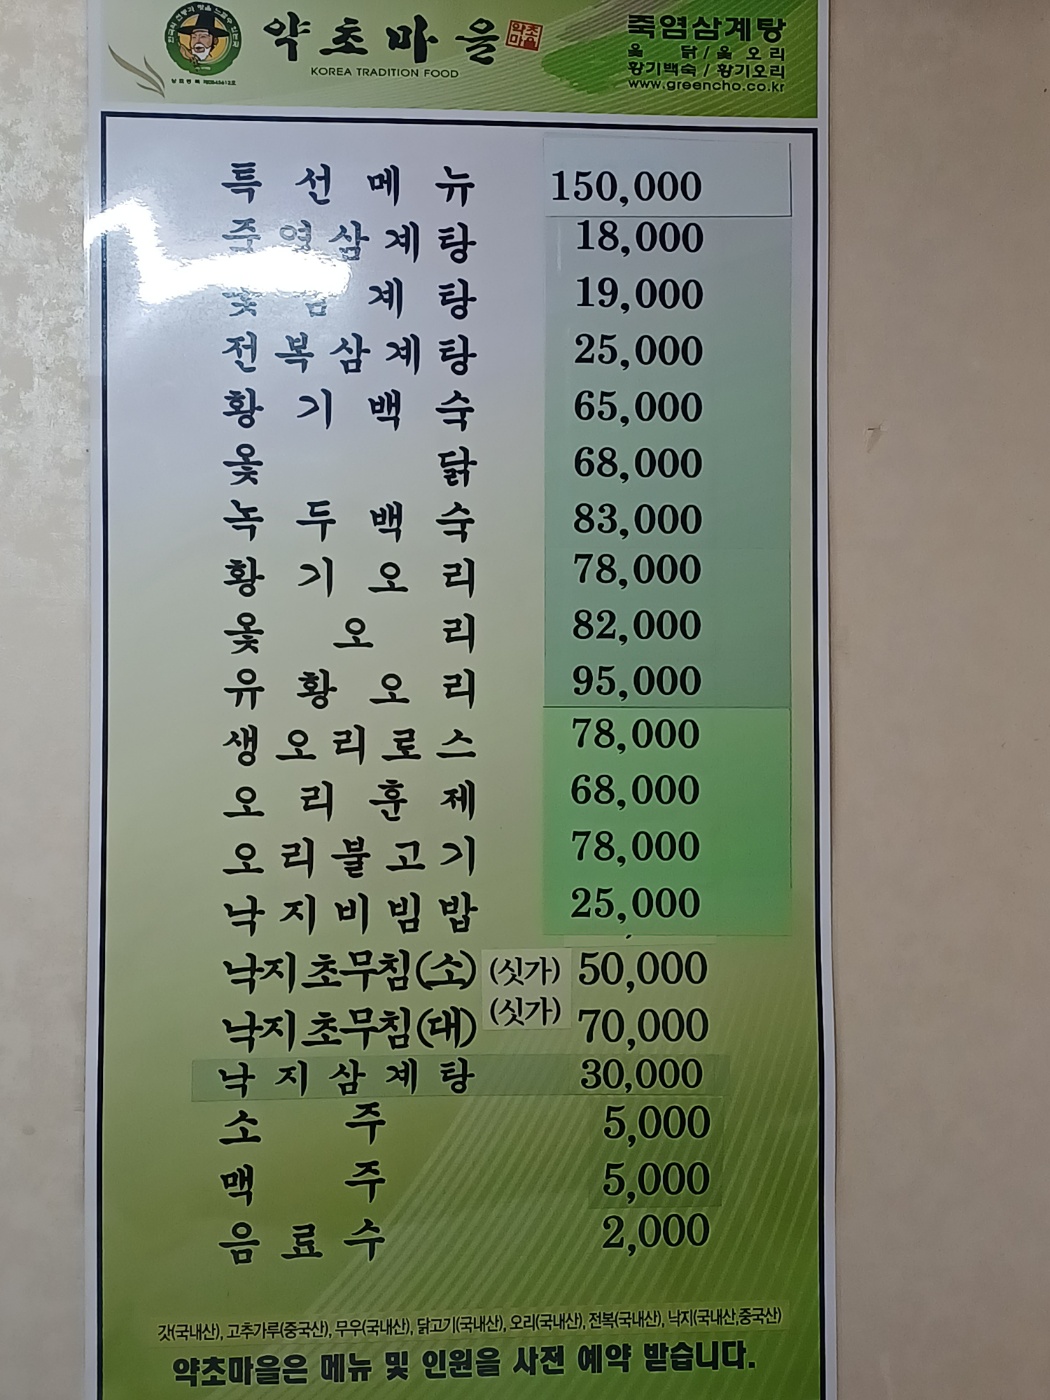 약초마을
약초마을
KOREA TRADITION FOOD
죽염삼계탕
옻 닭 / 옻 오리
황기백숙 / 황기오리
www.greencho.co.kr
특선메뉴 150,000
죽염삼계탕 18,000
옻삼계탕 19,000
전복삼계탕 25,000
황기백숙 65,000
옻닭 68,000
녹두백숙 83,000
황기오리 78,000
옻오리 82,000
유황오리 95,000
생오리로스 78,000
오리훈제 68,000
오리불고기 78,000
낙지비빔밥 25,000
낙지초무침(소) (싯가) 50,000
낙지초무침(대) (싯가) 70,000
낙지삼계탕 30,000
소주 5,000
맥주 5,000
음료수 2,000
갓(국내산), 고추가루(중국산), 무우(국내산), 닭고기(국내산), 오리(국내산), 전복(국내산), 낙지(국내산,중국산)
약초마을은 메뉴 및 인원을 사전 예약 받습니다.